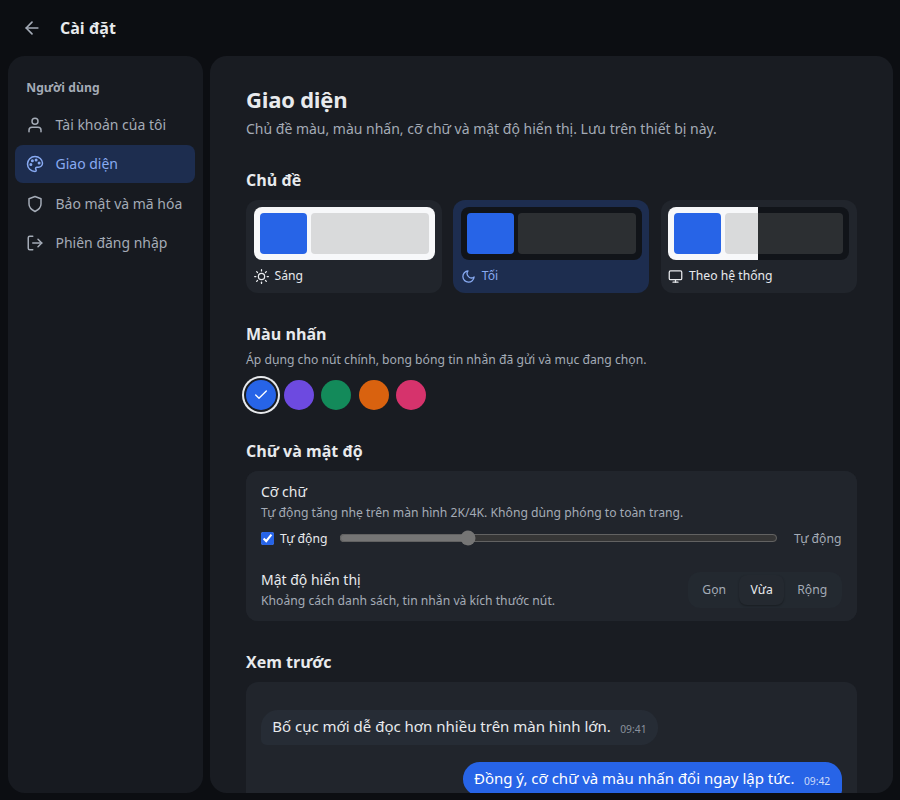 Cài đặt
Người dùng
Tài khoản của tôi
Giao diện
Bảo mật và mã hóa
Phiên đăng nhập
Giao diện
Chủ đề màu, màu nhấn, cỡ chữ và mật độ hiển thị. Lưu trên thiết bị này.
Chủ đề
Sáng
Tối
Theo hệ thống
Màu nhấn
Áp dụng cho nút chính, bong bóng tin nhắn đã gửi và mục đang chọn.
Chữ và mật độ
Cỡ chữ
Tự động tăng nhẹ trên màn hình 2K/4K. Không dùng phóng to toàn trang.
Tự động
Tự động
Mật độ hiển thị
Khoảng cách danh sách, tin nhắn và kích thước nút.
Gọn
Vừa
Rộng
Xem trước
Bố cục mới dễ đọc hơn nhiều trên màn hình lớn. 09:41
Đồng ý, cỡ chữ và màu nhấn đổi ngay lập tức. 09:42